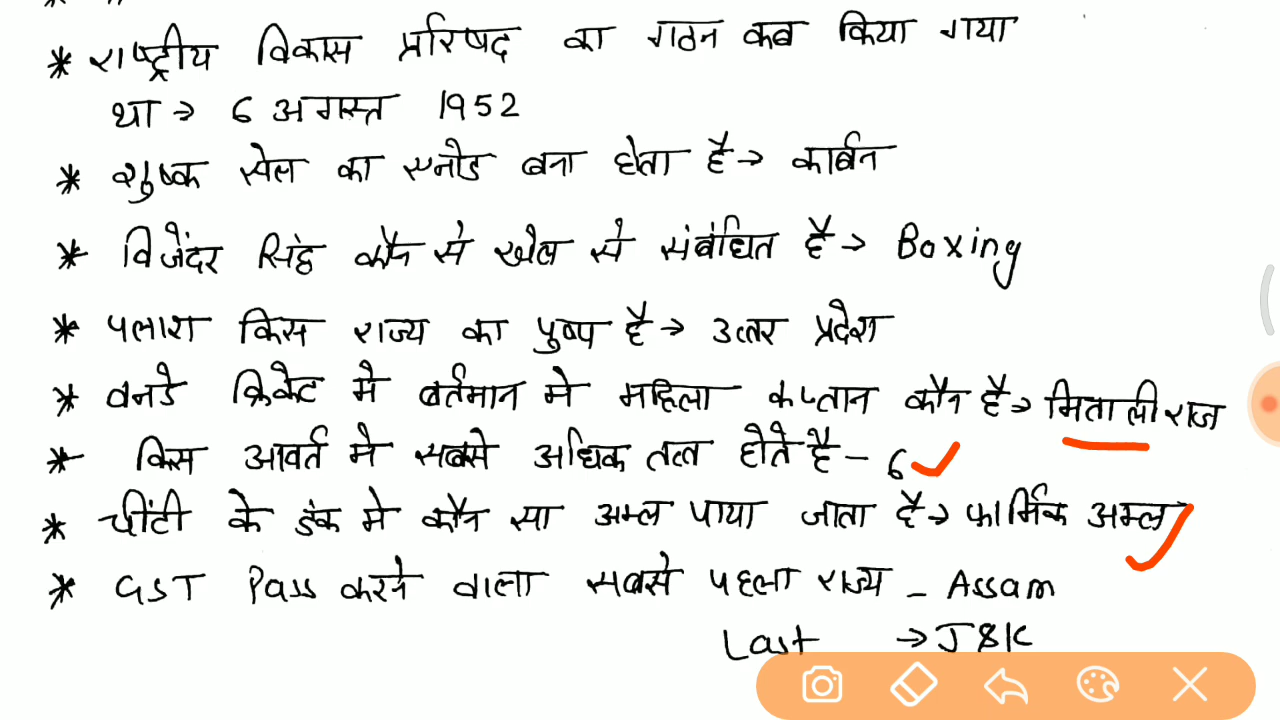 * राष्ट्रीय विकास परिषद का गठन कब किया गया
था → 6 अगस्त 1952
* शुष्क सेल का एनोड बना होता है → कार्बन
* विजेंदर सिंह कौन से खेल से संबंधित है → Boxing
* पलाश किस राज्य का पुष्प है → उत्तर प्रदेश
* वनडे क्रिकेट मे बर्तमान मे महिला कप्तान कौन है → मिताली राज
* किस आवर्त मे सबसे अधिक तत्व होते है - 6
* चींटी के डंक मे कौन सा अम्ल पाया जाता है → फार्मिक अम्ल
* GST Pass करने वाला सबसे पहला राज्य - Assam
Last → J&K